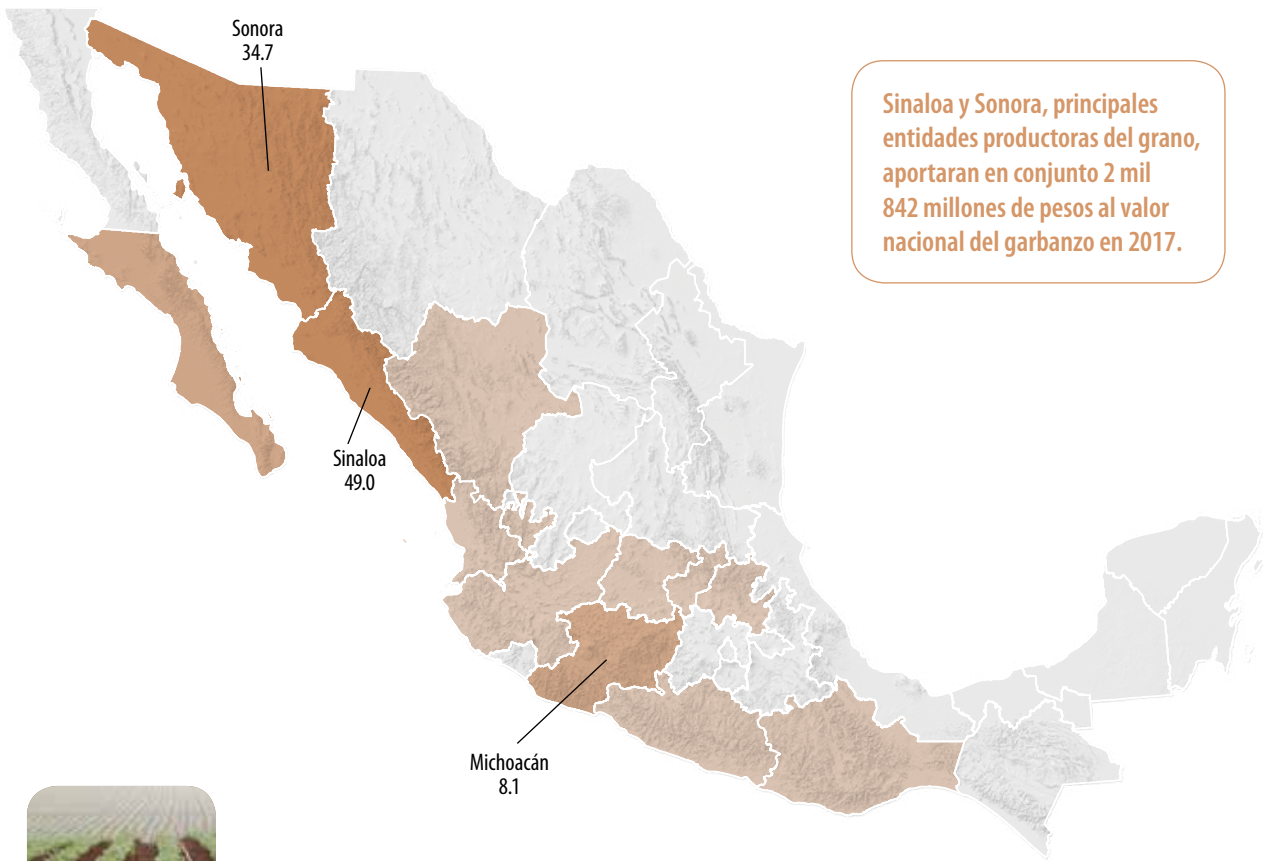 Sonora
34.7
Sinaloa y Sonora, principales
entidades productoras del grano,
aportaran en conjunto 2 mil
842 millones de pesos al valor
nacional del garbanzo en 2017.
Sinaloa
49.0
Michoacán
8.1